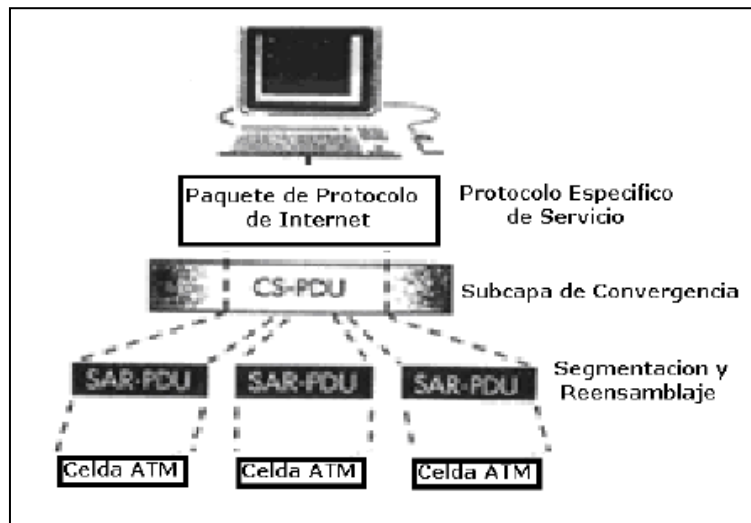 Paquete de Protocolo
de Internet
Protocolo Especifico
de Servicio
CS-PDU
Subcapa de Convergencia
SAR-PDU SAR-PDU SAR-PDU
Segmentacion y
Reensamblaje
Celda ATM Celda ATM Celda ATM